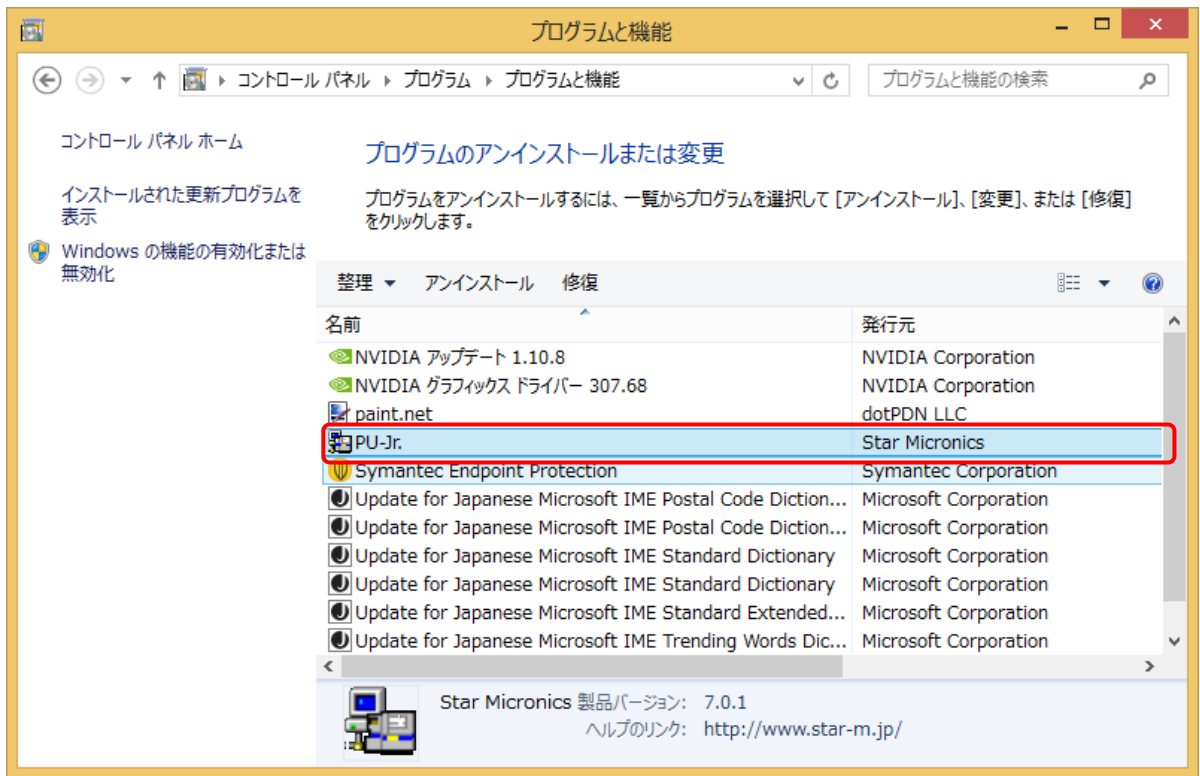 プログラムと機能
コントロール パネル ▸ プログラム ▸ プログラムと機能
プログラムと機能の検索
コントロール パネル ホーム
インストールされた更新プログラムを
表示
Windows の機能の有効化または
無効化
プログラムのアンインストールまたは変更
プログラムをアンインストールするには、一覧からプログラムを選択して [アンインストール]、[変更]、または [修復]
をクリックします。
整理 アンインストール 修復
名前 発行元
NVIDIA アップデート 1.10.8 NVIDIA Corporation
NVIDIA グラフィックス ドライバー 307.68 NVIDIA Corporation
paint.net dotPDN LLC
PU-Jr. Star Micronics
Symantec Endpoint Protection Symantec Corporation
Update for Japanese Microsoft IME Postal Code Diction... Microsoft Corporation
Update for Japanese Microsoft IME Postal Code Diction... Microsoft Corporation
Update for Japanese Microsoft IME Standard Dictionary Microsoft Corporation
Update for Japanese Microsoft IME Standard Dictionary Microsoft Corporation
Update for Japanese Microsoft IME Standard Extended... Microsoft Corporation
Update for Japanese Microsoft IME Trending Words Dic... Microsoft Corporation
Star Micronics 製品バージョン: 7.0.1
ヘルプのリンク: http://www.star-m.jp/